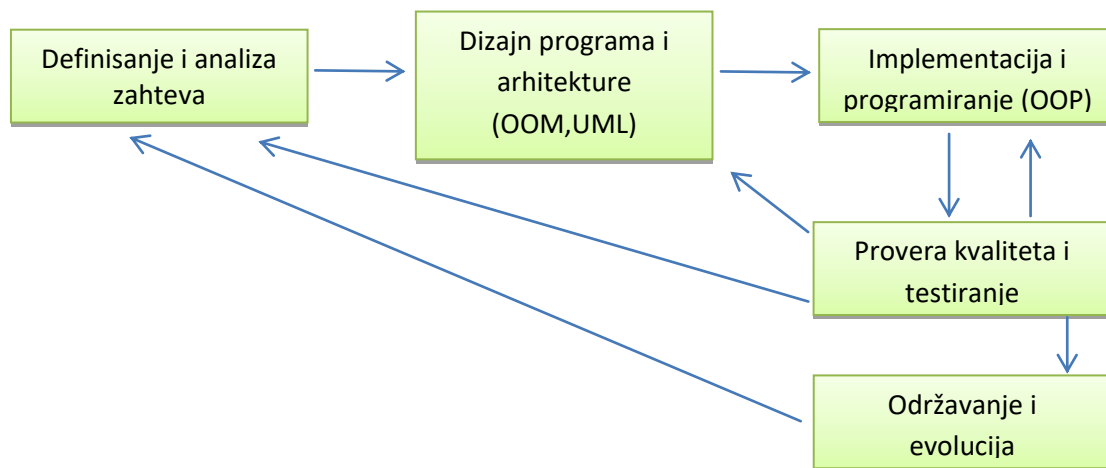 Definisanje i analiza
zahteva
Dizajn programa i
arhitekture
(OOM,UML)
Implementacija i
programiranje (OOP)
Provera kvaliteta i
testiranje
Održavanje i
evolucija